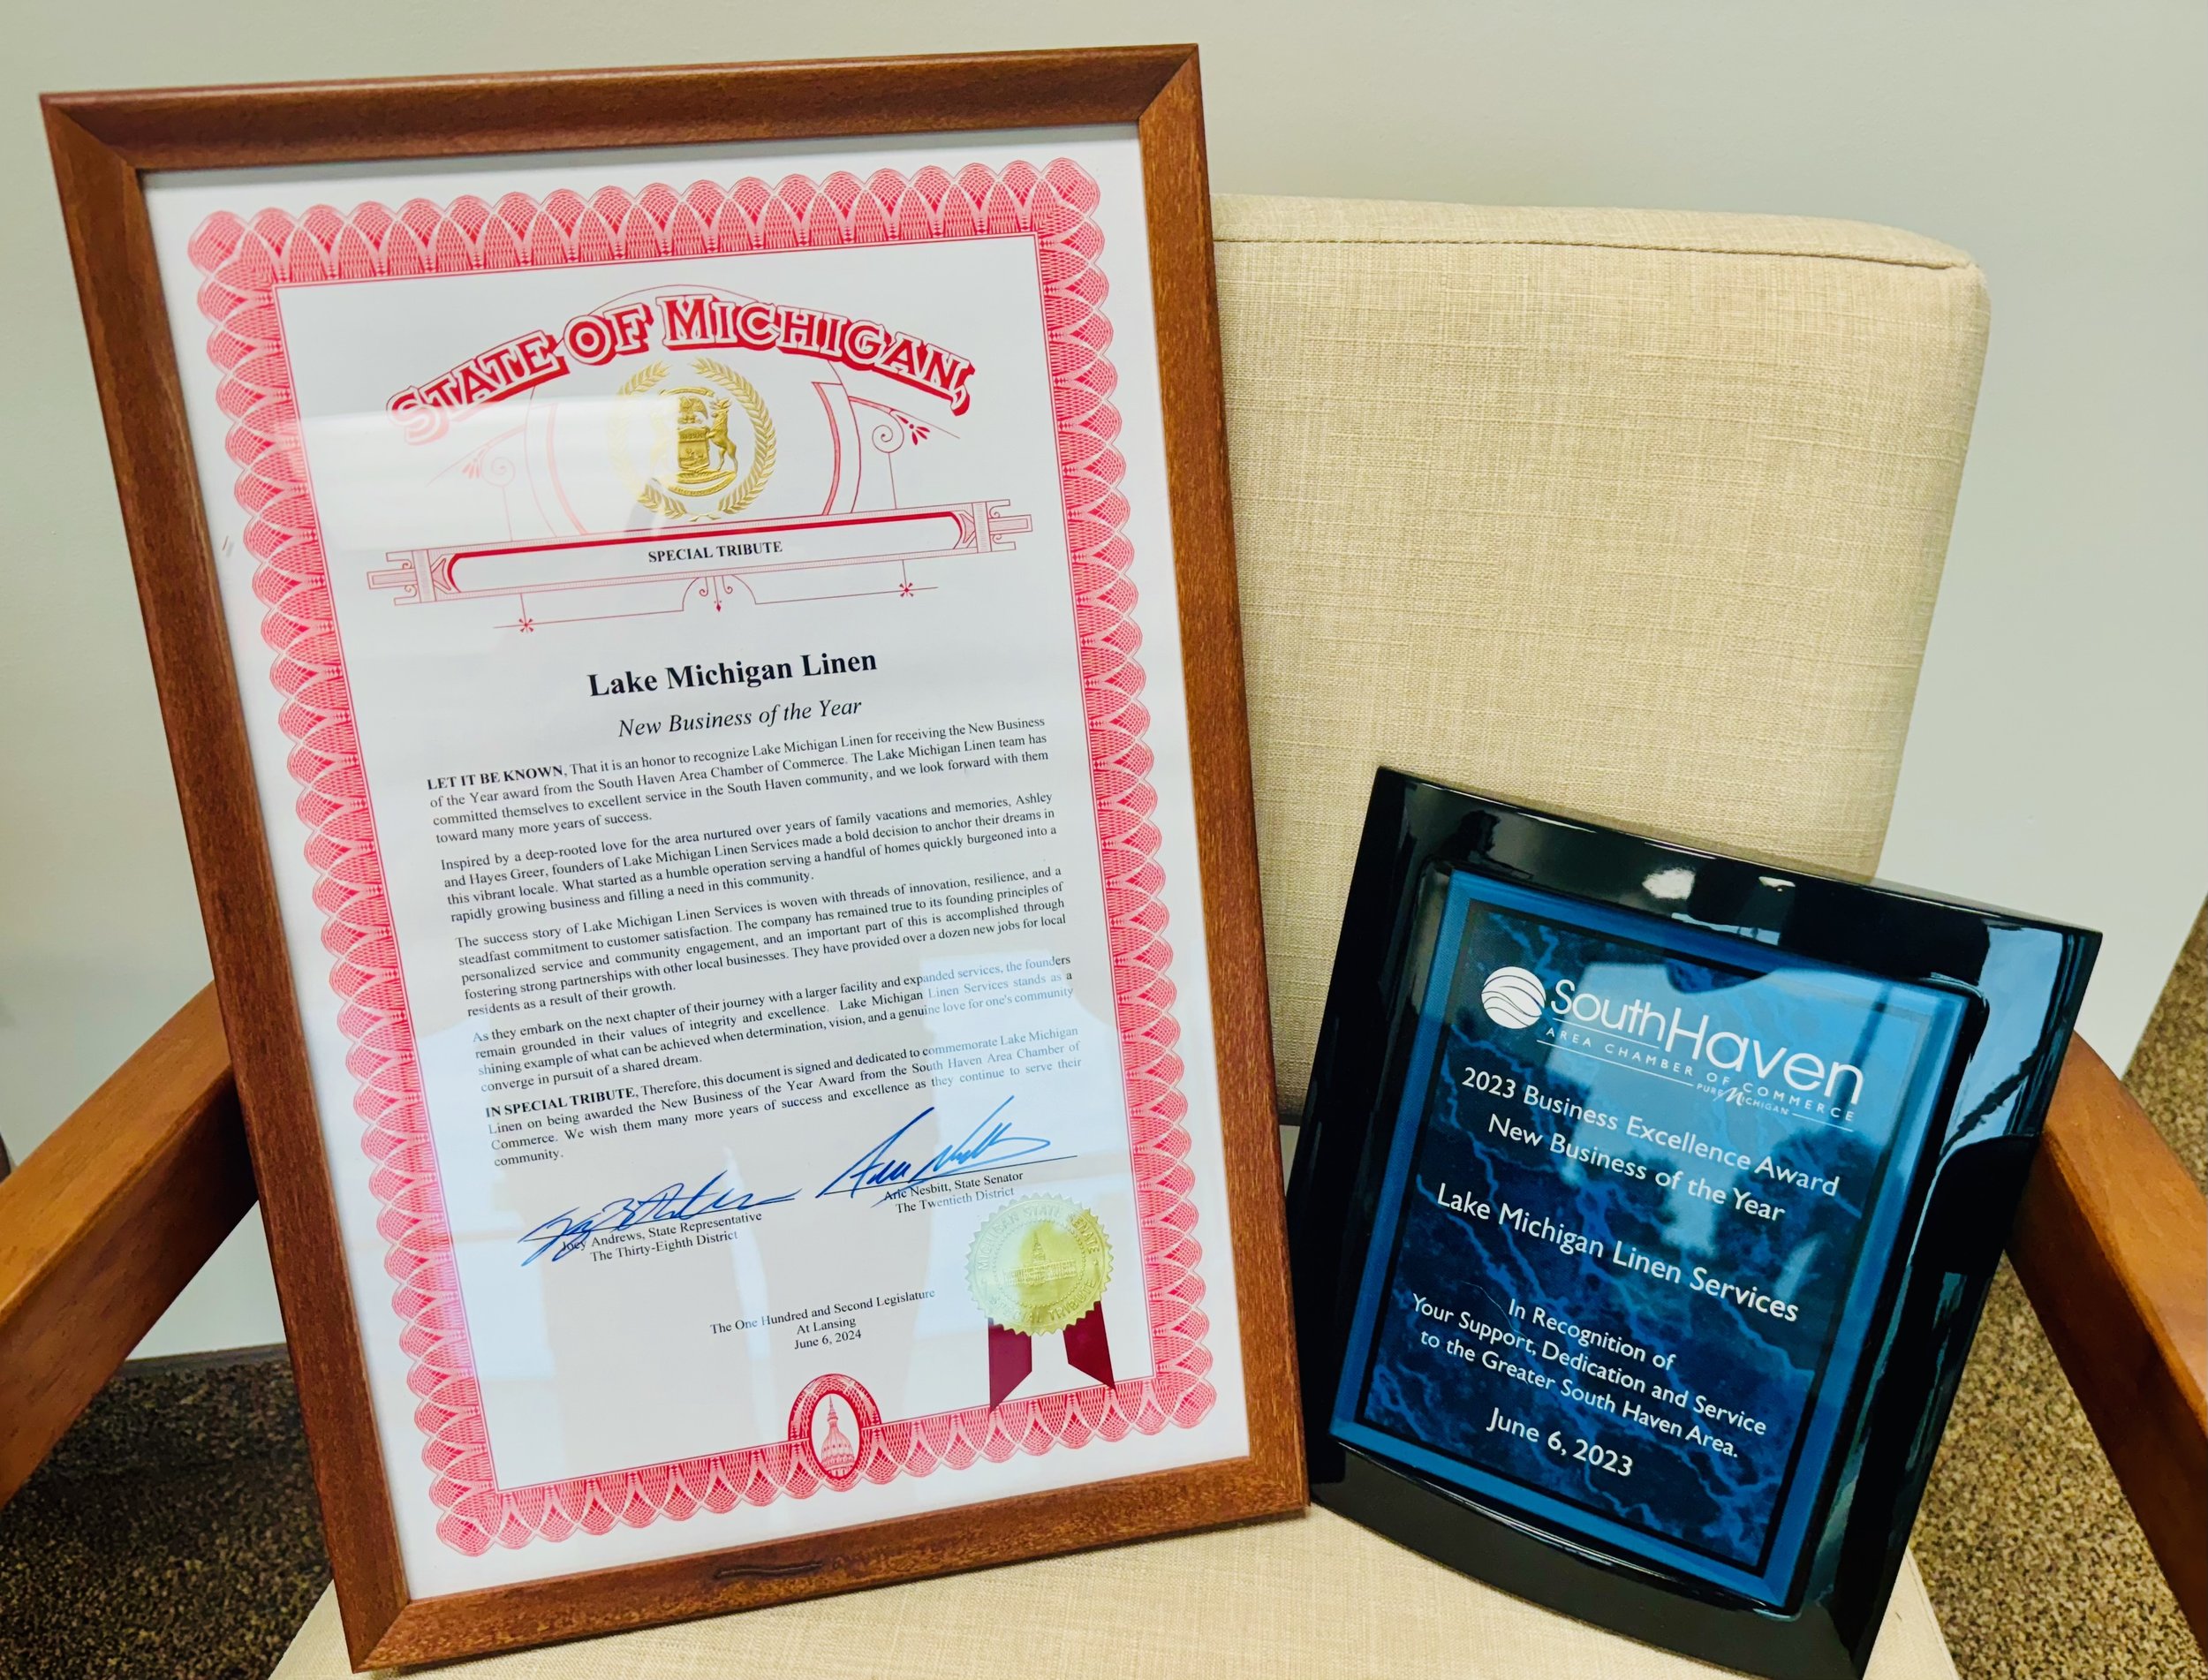 STATE OF MICHIGAN,
SPECIAL TRIBUTE
Lake Michigan Linen
New Business of the Year
LET IT BE KNOWN, That it is an honor to recognize Lake Michigan Linen for receiving the New Business
of the Year award from the South Haven Area Chamber of Commerce. The Lake Michigan Linen team has
committed themselves to excellent service in the South Haven community, and we look forward with them
toward many more years of success.
Inspired by a deep-rooted love for the area nurtured over years of family vacations and memories, Ashley
and Hayes Greer, founders of Lake Michigan Linen Services made a bold decision to anchor their dreams in
this vibrant locale. What started as a humble operation serving a handful of homes quickly burgeoned into a
rapidly growing business and filling a need in this community.
The success story of Lake Michigan Linen Services is woven with threads of innovation, resilience, and a
steadfast commitment to customer satisfaction. The company has remained true to its founding principles of
personalized service and community engagement, and an important part of this is accomplished through
fostering strong partnerships with other local businesses. They have provided over a dozen new jobs for local
residents as a result of their growth.
As they embark on the next chapter of their journey with a larger facility and expanded services, the founders
remain grounded in their values of integrity and excellence. Lake Michigan Linen Services stands as a
shining example of what can be achieved when determination, vision, and a genuine love for one's community
converge in pursuit of a shared dream.
IN SPECIAL TRIBUTE, Therefore, this document is signed and dedicated to commemorate Lake Michigan
Linen on being awarded the New Business of the Year Award from the South Haven Area Chamber of
Commerce. We wish them many more years of success and excellence as they continue to serve their
community.
Joey Andrews, State Representative
The Thirty-Eighth District
Aric Nesbitt, State Senator
The Twentieth District
The One Hundred and Second Legislature
At Lansing
June 6, 2024
SouthHaven
AREA CHAMBER OF COMMERCE
PURE MICHIGAN
2023 Business Excellence Award
New Business of the Year
Lake Michigan Linen Services
In Recognition of
Your Support, Dedication and Service
to the Greater South Haven Area.
June 6, 2023